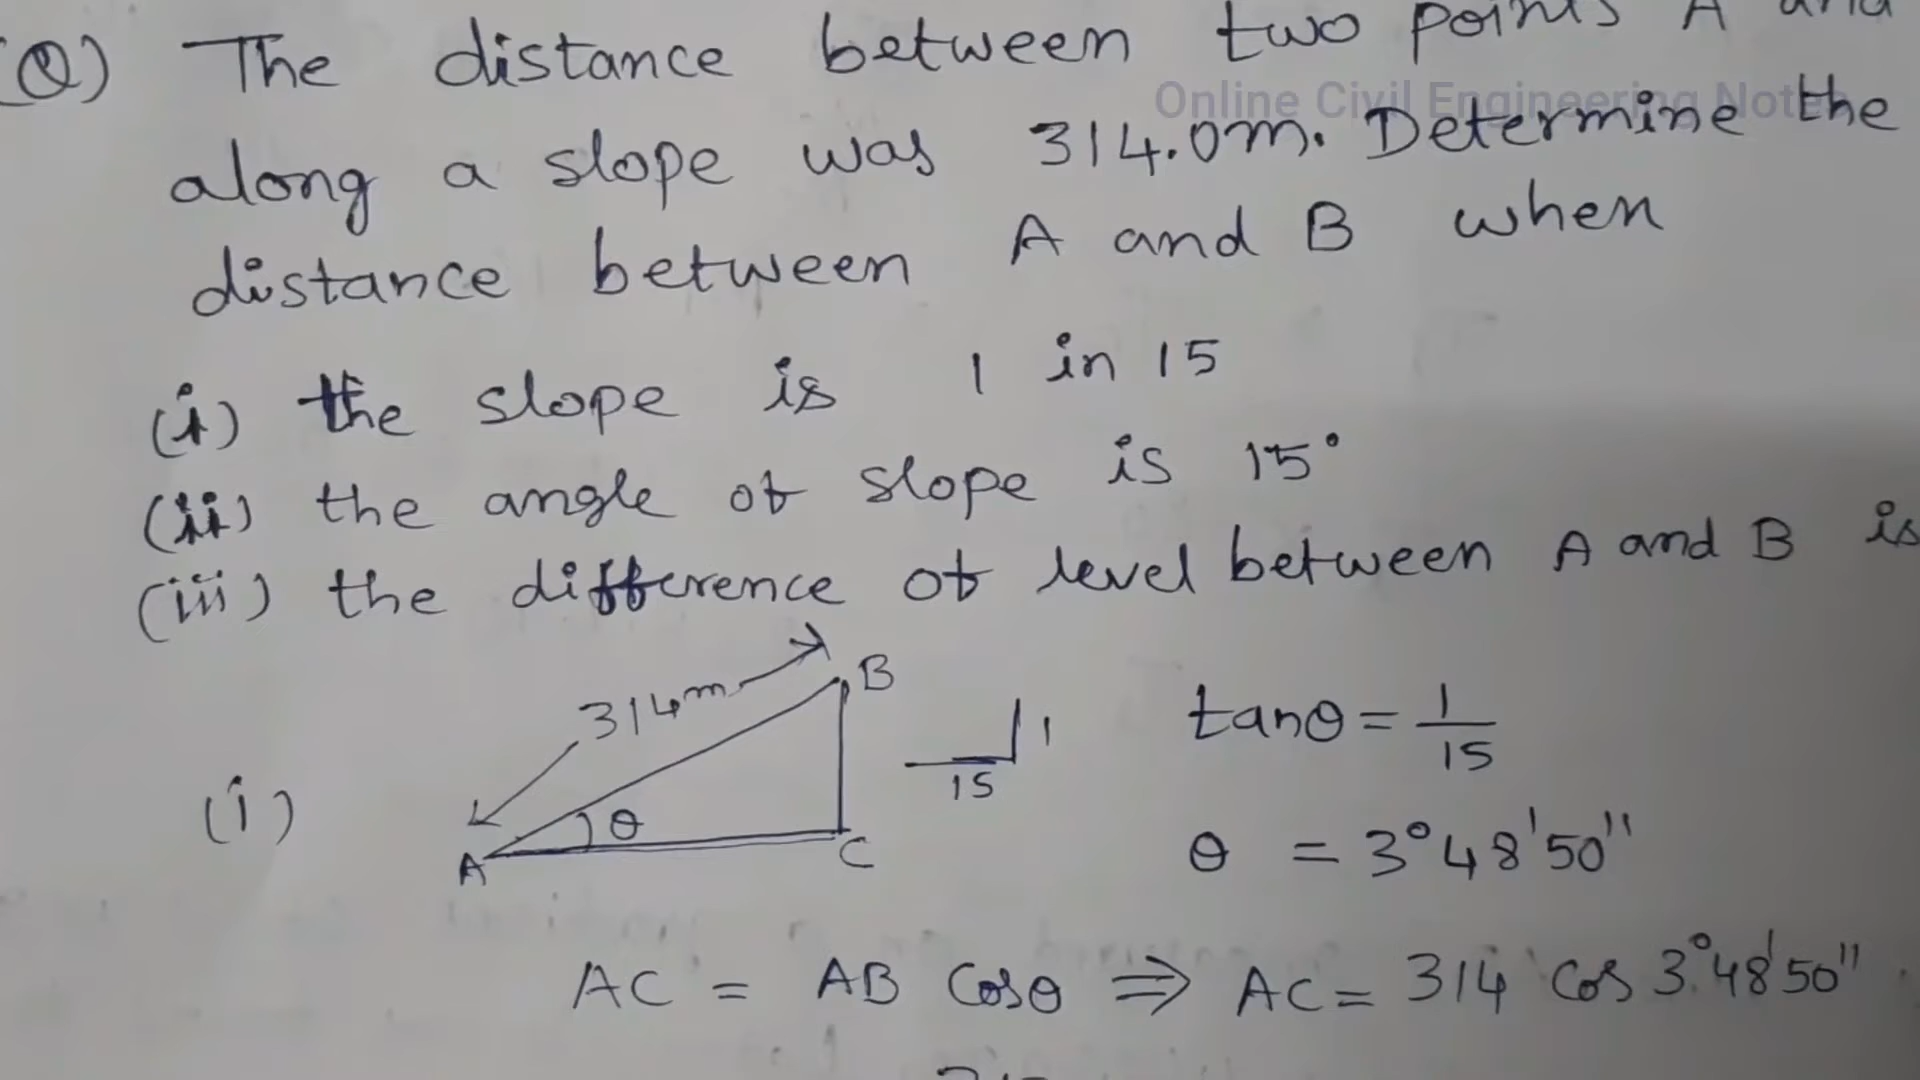 (Q) The distance between two points A and
Online Civil Engineering Notes
along a slope was 314.0m. Determine the
distance between A and B when
(i) the slope is 1 in 15
(ii) the angle of slope is 15°
(iii) the difference of level between A and B is
314m
B
1
15
tanθ = 1/15
(i)
θ
A
C
θ = 3°48'50"
AC = AB Cosθ ⇒ AC = 314 Cos 3°48'50"